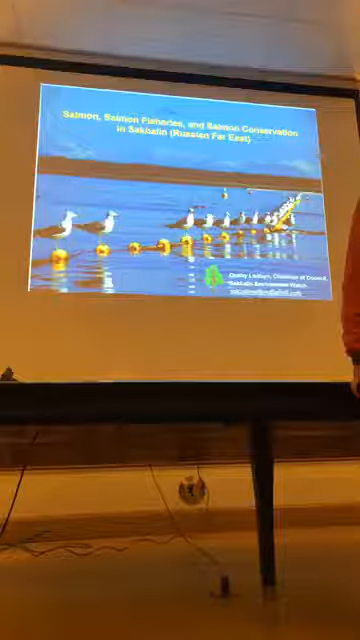 Salmon, Salmon Fisheries, and Salmon Conservation
in Sakhalin (Russian Far East)
Dmitry Lisitsyn, Chairman of Council,
Sakhalin Environment Watch